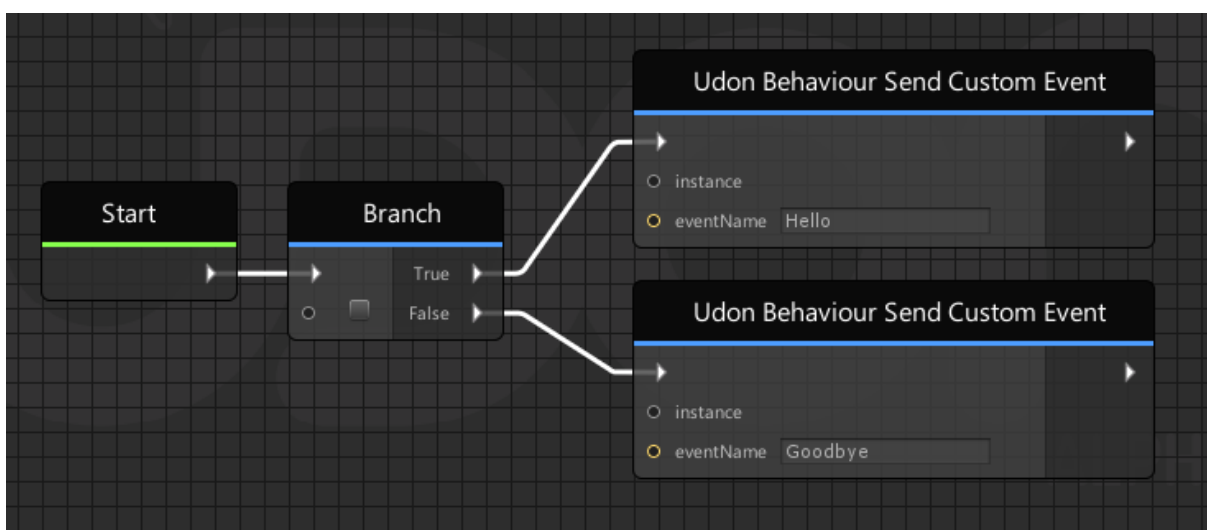 Start
Branch
True
False
Udon Behaviour Send Custom Event
instance
eventName Hello
Udon Behaviour Send Custom Event
instance
eventName Goodbye